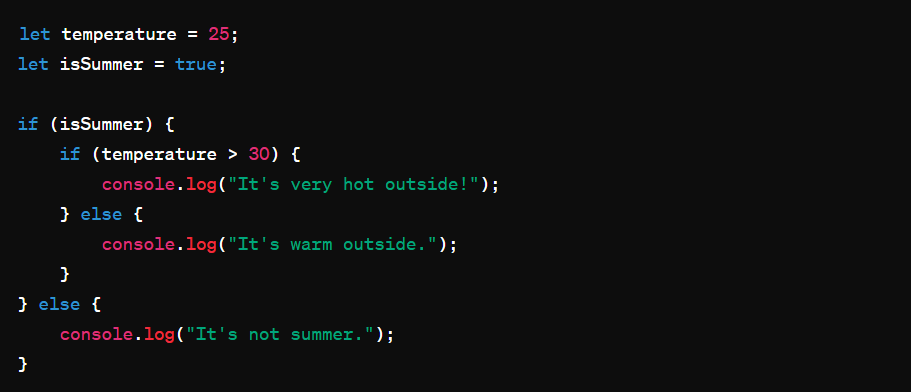 let temperature = 25;
let isSummer = true;

if (isSummer) {
    if (temperature > 30) {
        console.log("It's very hot outside!");
    } else {
        console.log("It's warm outside.");
    }
} else {
    console.log("It's not summer.");
}